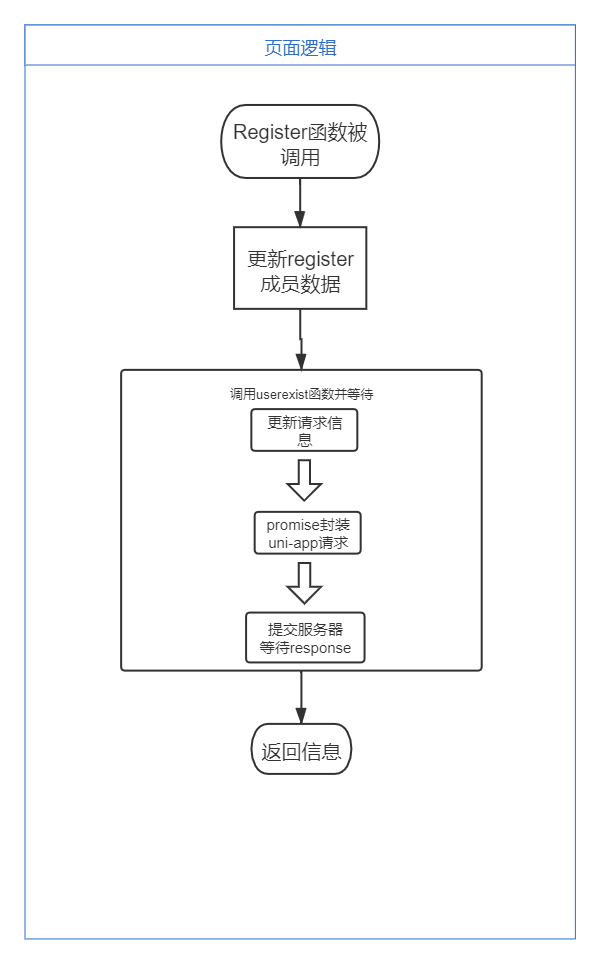 页面逻辑
Register函数被
调用
更新register
成员数据
调用userexist函数并等待
更新请求信
息
promise封装
uni-app请求
提交服务器
等待response
返回信息